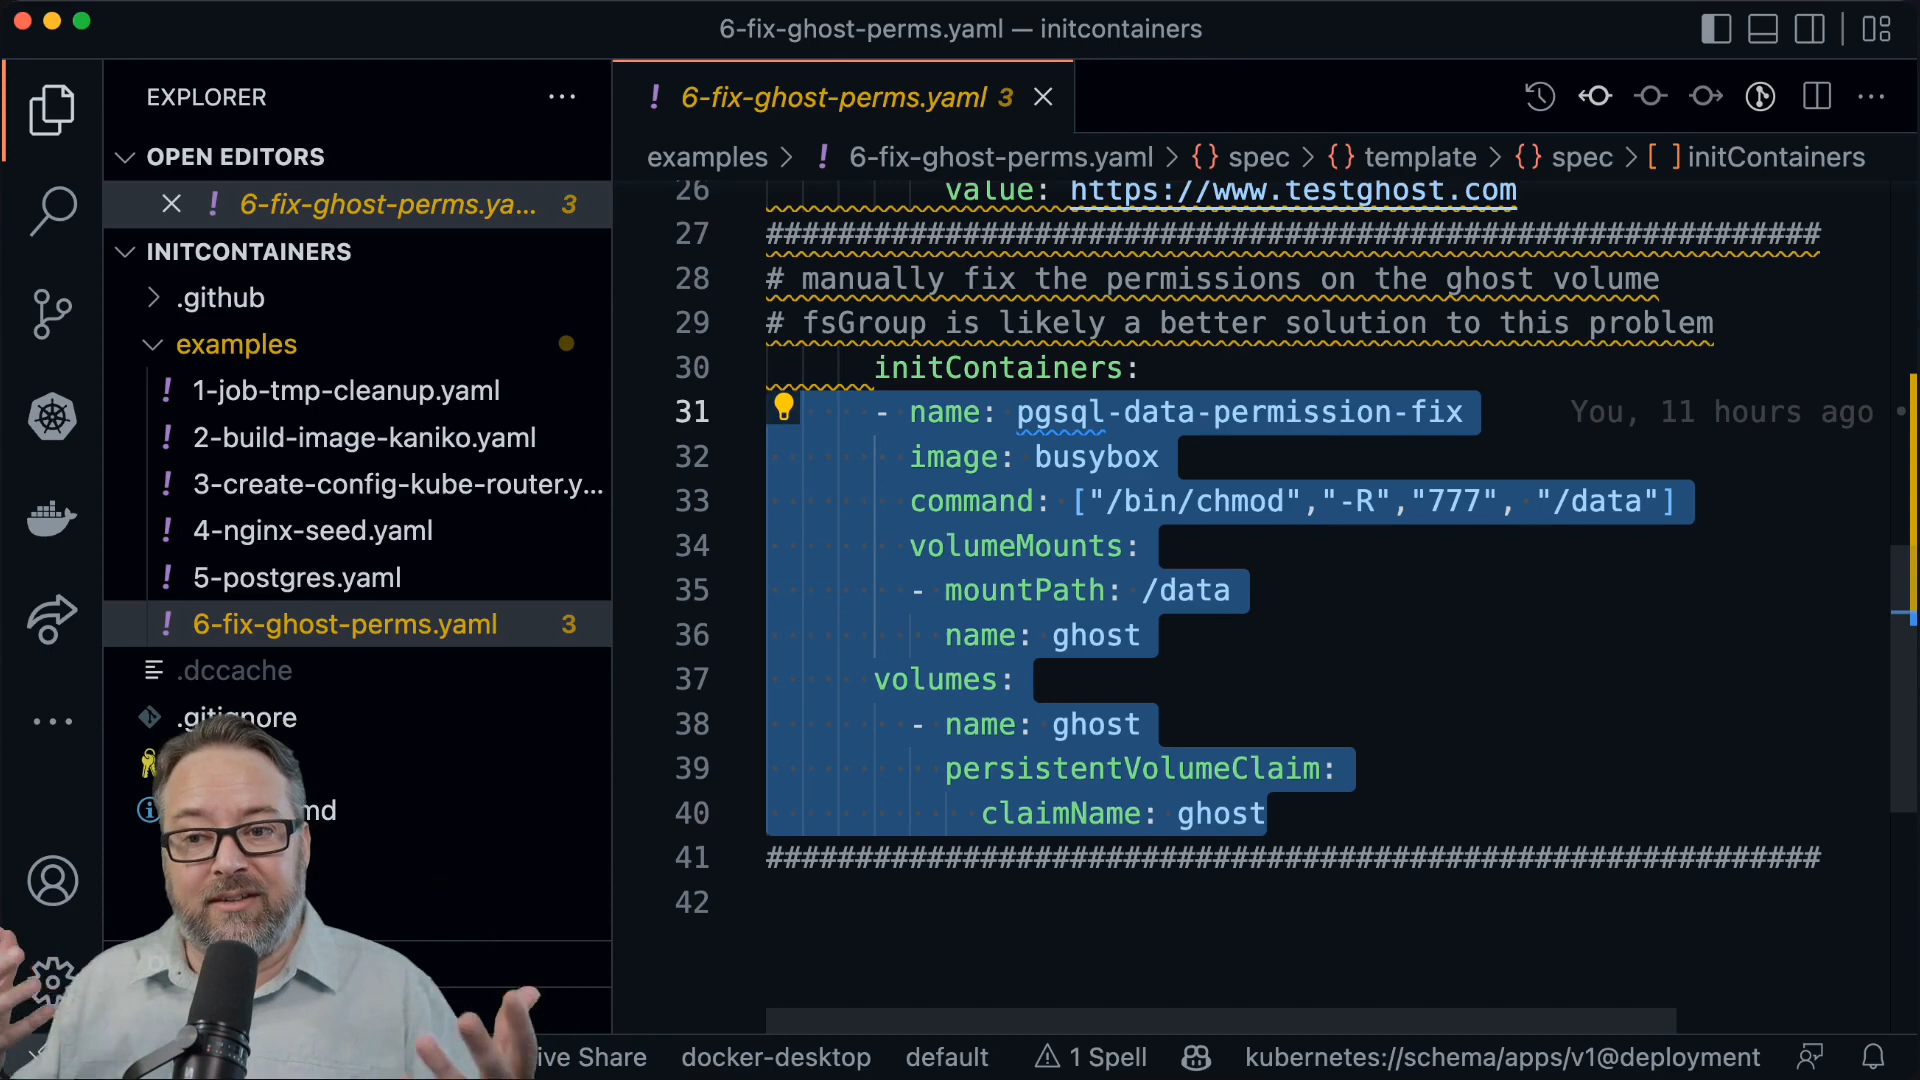 6-fix-ghost-perms.yaml — initcontainers
EXPLORER
OPEN EDITORS
6-fix-ghost-perms.ya... 3
INITCONTAINERS
.github
examples
1-job-tmp-cleanup.yaml
2-build-image-kaniko.yaml
3-create-config-kube-router.y...
4-nginx-seed.yaml
5-postgres.yaml
6-fix-ghost-perms.yaml 3
.dccache
.gitignore
md
6-fix-ghost-perms.yaml 3
examples > 6-fix-ghost-perms.yaml > {} spec > {} template > {} spec > [ ] initContainers
26 value: https://www.testghost.com
27 ###########################################################
28 # manually fix the permissions on the ghost volume
29 # fsGroup is likely a better solution to this problem
30 initContainers:
31 - name: pgsql-data-permission-fix You, 11 hours ago •
32 image: busybox
33 command: ["/bin/chmod","-R","777", "/data"]
34 volumeMounts:
35 - mountPath: /data
36 name: ghost
37 volumes:
38 - name: ghost
39 persistentVolumeClaim:
40 claimName: ghost
41 ###########################################################
42
ive Share docker-desktop default 1 Spell kubernetes://schema/apps/v1@deployment